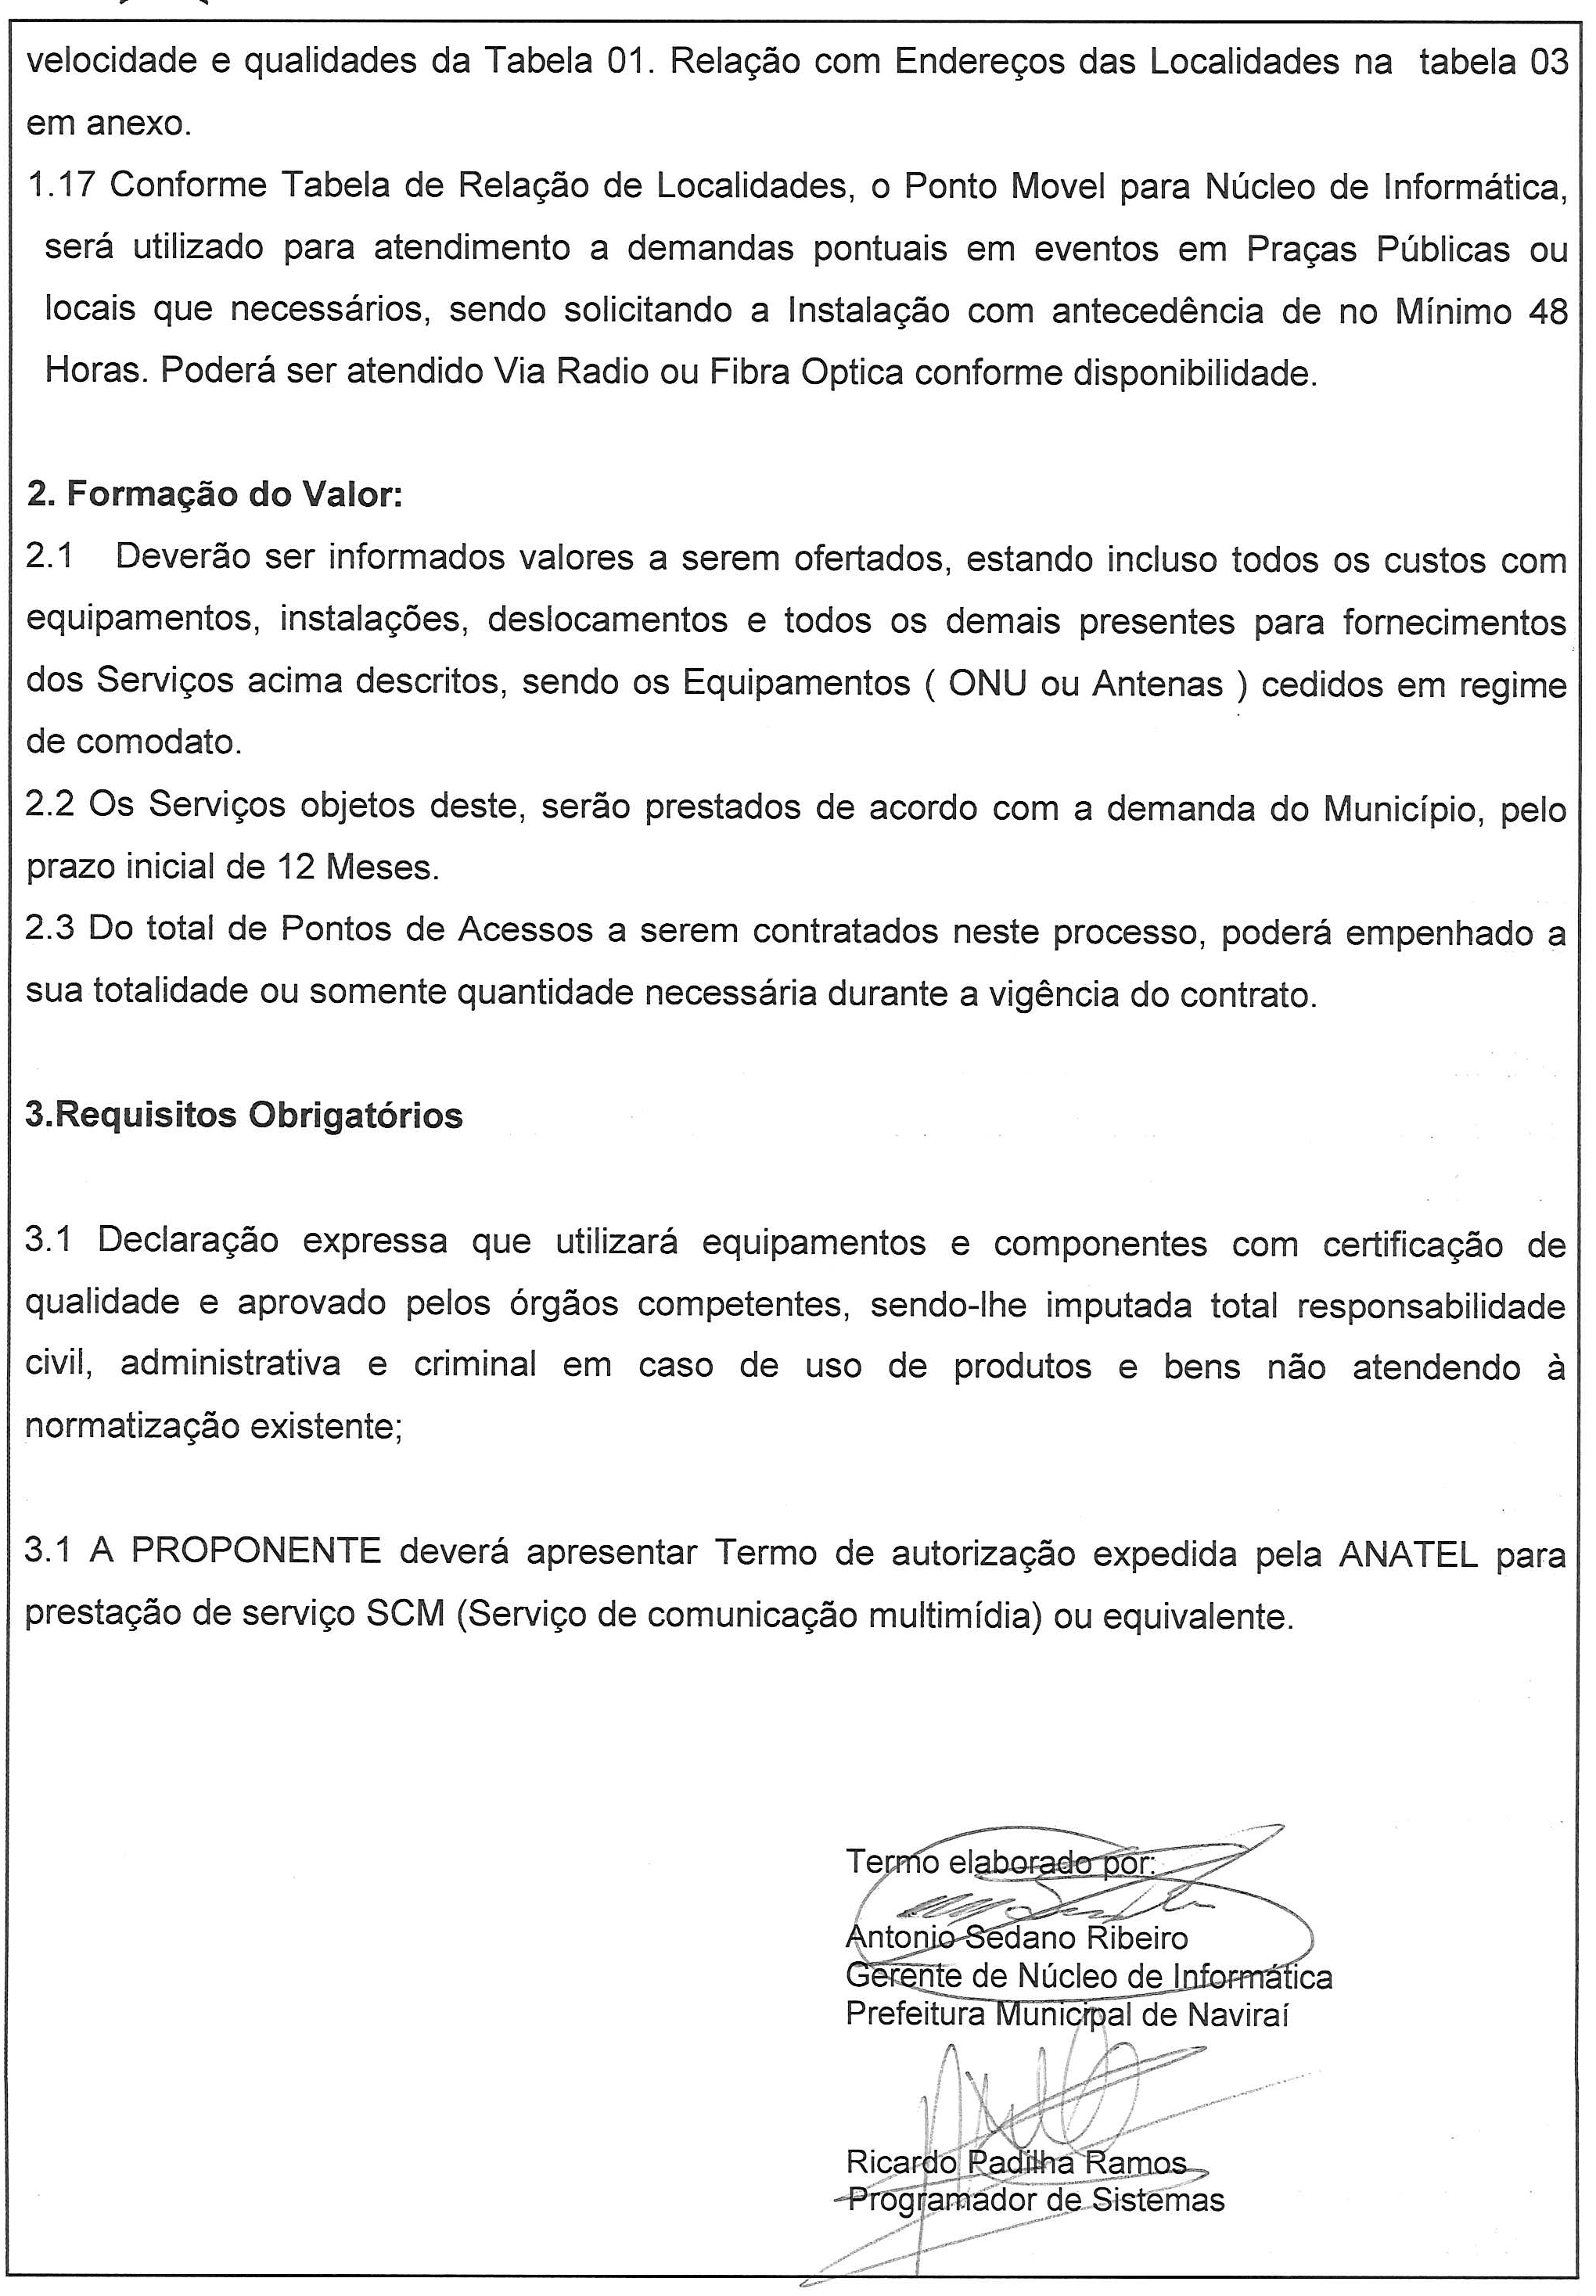 velocidade e qualidades da Tabela 01. Relação com Endereços das Localidades na tabela 03
em anexo.
1.17 Conforme Tabela de Relação de Localidades, o Ponto Movel para Núcleo de Informática,
será utilizado para atendimento a demandas pontuais em eventos em Praças Públicas ou
locais que necessários, sendo solicitando a Instalação com antecedência de no Mínimo 48
Horas. Poderá ser atendido Via Radio ou Fibra Optica conforme disponibilidade.
2. Formação do Valor:
2.1 Deverão ser informados valores a serem ofertados, estando incluso todos os custos com
equipamentos, instalações, deslocamentos e todos os demais presentes para fornecimentos
dos Serviços acima descritos, sendo os Equipamentos ( ONU ou Antenas ) cedidos em regime
de comodato.
2.2 Os Serviços objetos deste, serão prestados de acordo com a demanda do Município, pelo
prazo inicial de 12 Meses.
2.3 Do total de Pontos de Acessos a serem contratados neste processo, poderá empenhado a
sua totalidade ou somente quantidade necessária durante a vigência do contrato.
3.Requisitos Obrigatórios
3.1 Declaração expressa que utilizará equipamentos e componentes com certificação de
qualidade e aprovado pelos órgãos competentes, sendo-lhe imputada total responsabilidade
civil, administrativa e criminal em caso de uso de produtos e bens não atendendo à
normatização existente;
3.1 A PROPONENTE deverá apresentar Termo de autorização expedida pela ANATEL para
prestação de serviço SCM (Serviço de comunicação multimídia) ou equivalente.
Termo elaborado por:
Antonio Sedano Ribeiro
Gerente de Núcleo de Informática
Prefeitura Municipal de Naviraí
Ricardo Padilha Ramos
Programador de Sistemas